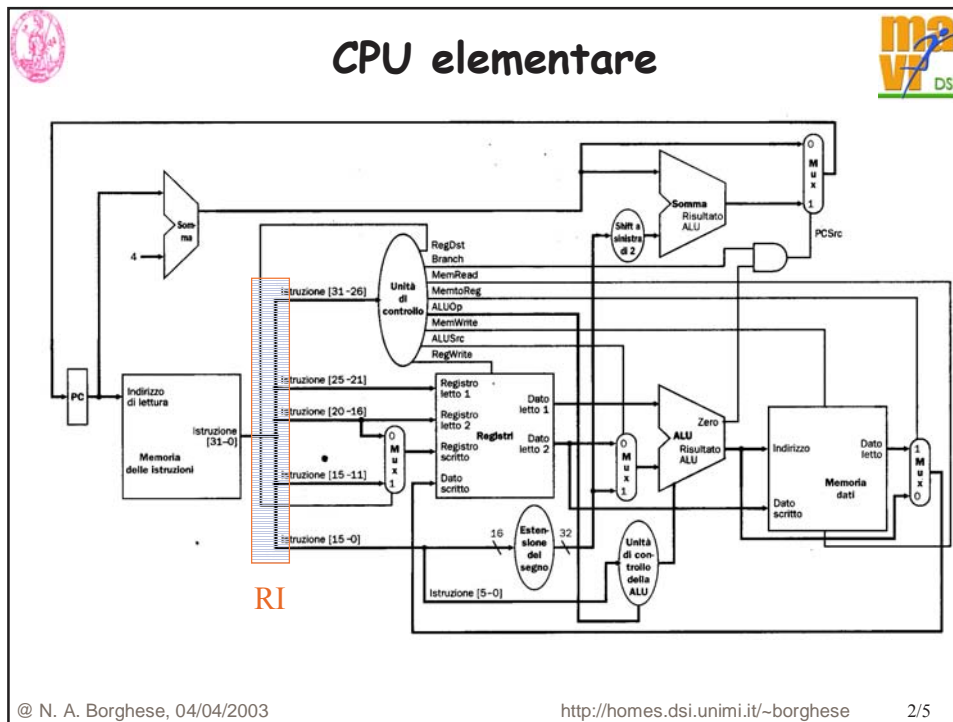 CPU elementare
ma
vi DS
0
M
u
x
1
Somma
Risultato
ALU
Som-
ma
4
Shift a
sinistra
di 2
PCSrc
RegDst
Branch
MemRead
MemtoReg
ALUOp
MemWrite
ALUSrc
RegWrite
Unità
di
controllo
Istruzione [31-26]
Istruzione [25-21]
Istruzione [20-16]
Istruzione [15-11]
Istruzione [15-0]
PC
Indirizzo
di lettura
Istruzione
[31-0]
Memoria
delle istruzioni
0
M
u
x
1
Registro
letto 1
Registro
letto 2
Registro
scritto
Dato
scritto
Registri
Dato
letto 1
Dato
letto 2
0
M
u
x
1
Zero
ALU
Risultato
ALU
Indirizzo
Dato
letto
Memoria
dati
Dato
scritto
1
M
u
x
0
16
Esten-
sione
del
segno
32
Unità
di con-
trollo
della
ALU
Istruzione [5-0]
RI
@ N. A. Borghese, 04/04/2003
http://homes.dsi.unimi.it/~borghese
2/5